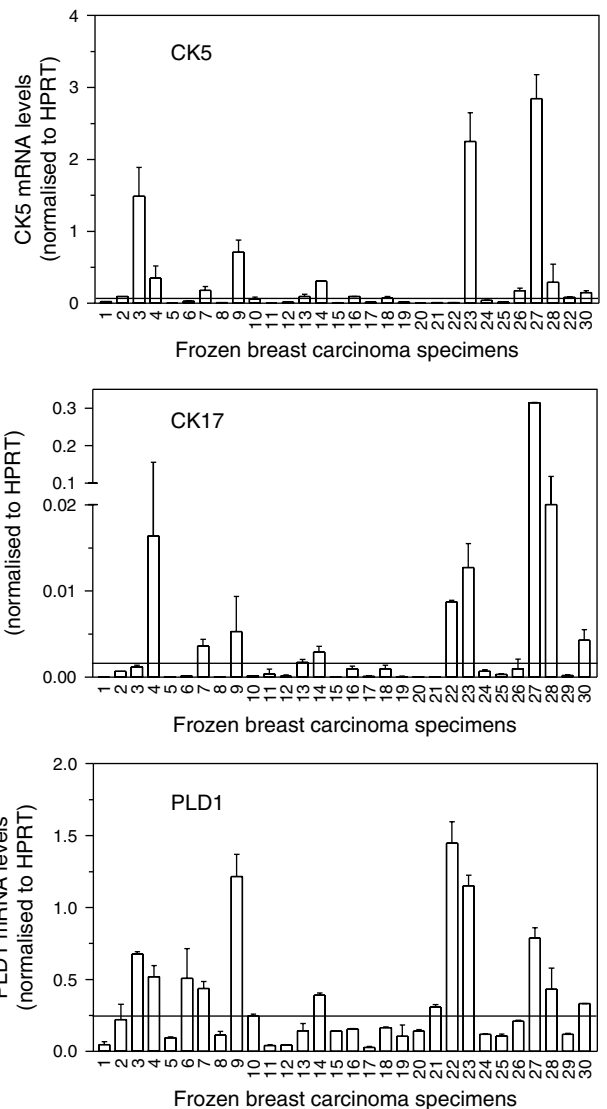 4
3
2
1
0
CK5 mRNA levels
(normalised to HPRT)
CK5
1 2 3 4 5 6 7 8 9 10 11 12 13 14 15 16 17 18 19 20 21 22 23 24 25 26 27 28 22 30
Frozen breast carcinoma specimens
0.3
0.2
0.1
0.02
0.01
0.00
(normalised to HPRT)
CK17
1 2 3 4 5 6 7 8 9 10 11 12 13 14 15 16 17 18 19 20 21 22 23 24 25 26 27 28 29 30
Frozen breast carcinoma specimens
2.0
1.5
1.0
0.5
0.0
PLD1 mRNA levels
(normalised to HPRT)
PLD1
1 2 3 4 5 6 7 8 9 10 11 12 13 14 15 16 17 18 19 20 21 22 23 24 25 26 27 28 29 30
Frozen breast carcinoma specimens